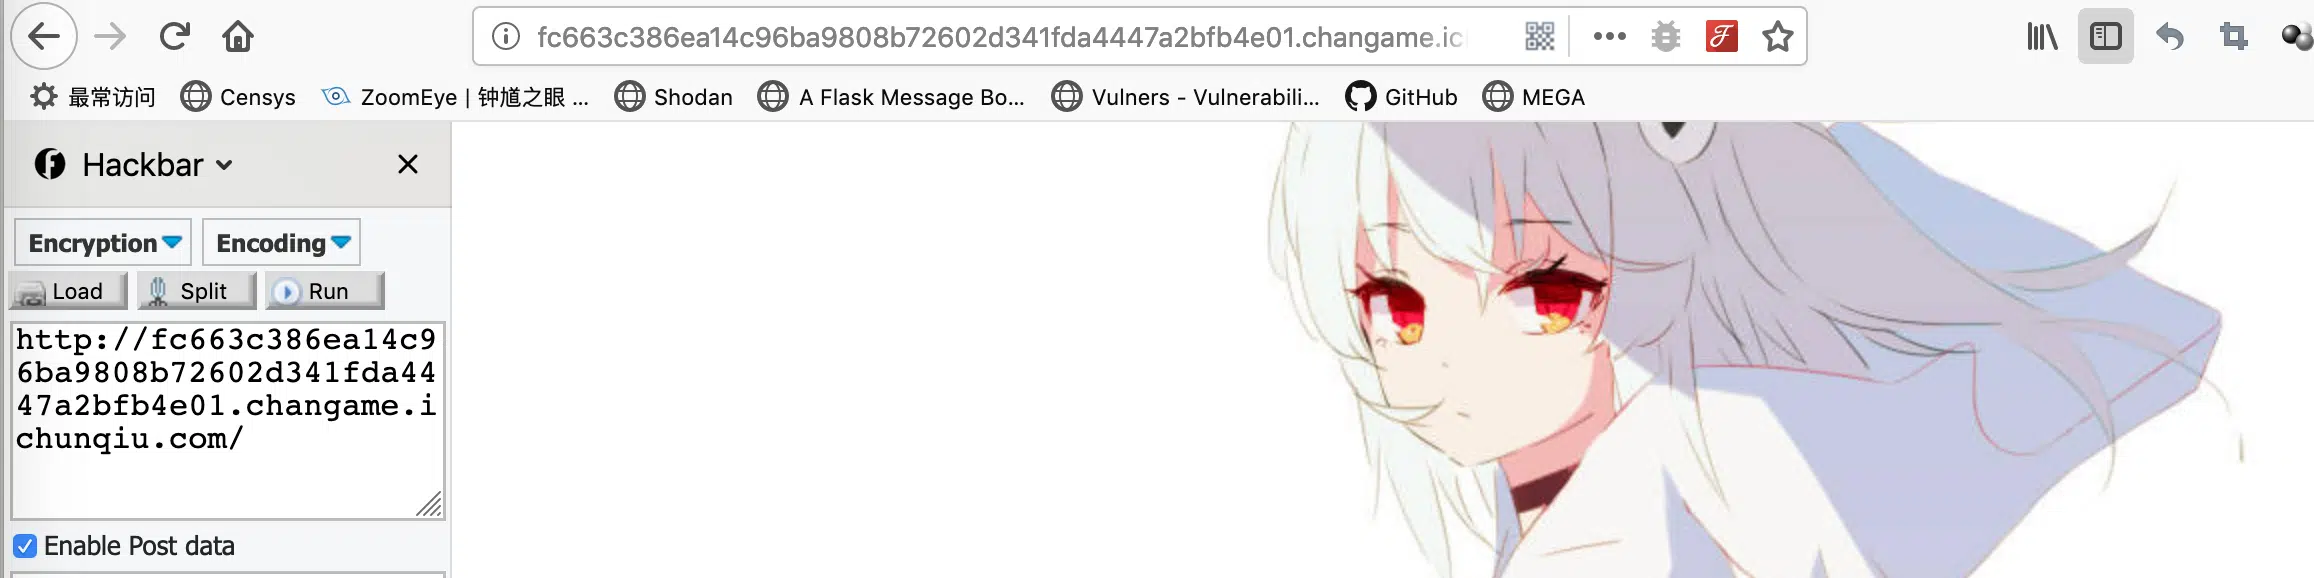 fc663c386ea14c96ba9808b72602d341fda4447a2bfb4e01.changame.ic
最常访问 Censys ZoomEye | 钟馗之眼 ... Shodan A Flask Message Bo... Vulners - Vulnerabili... GitHub MEGA
Hackbar
Encryption Encoding
Load Split Run
http://fc663c386ea14c9
6ba9808b72602d341fda44
47a2bfb4e01.changame.i
chunqiu.com/
Enable Post data